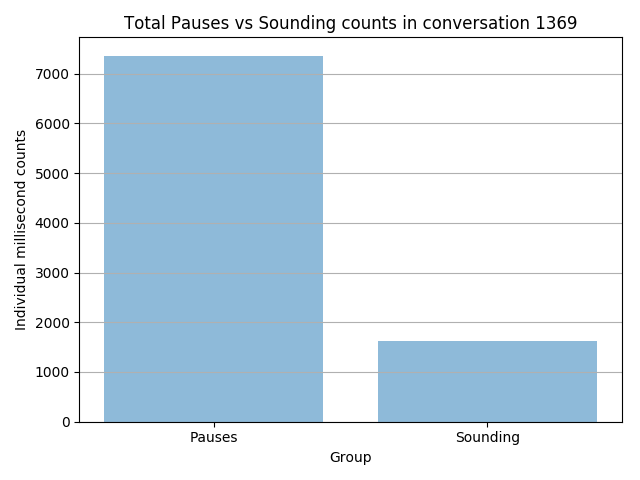 Total Pauses vs Sounding counts in conversation 1369
Individual millisecond counts
7000
6000
5000
4000
3000
2000
1000
0
Pauses
Sounding
Group